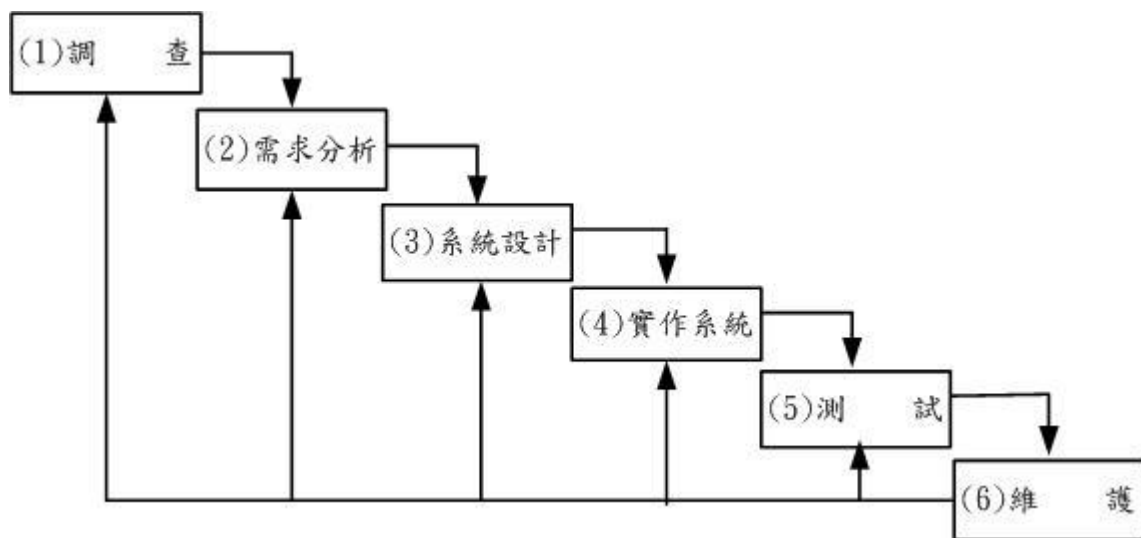 (1)調 查
(2)需求分析
(3)系統設計
(4)實作系統
(5)測 試
(6)維 護